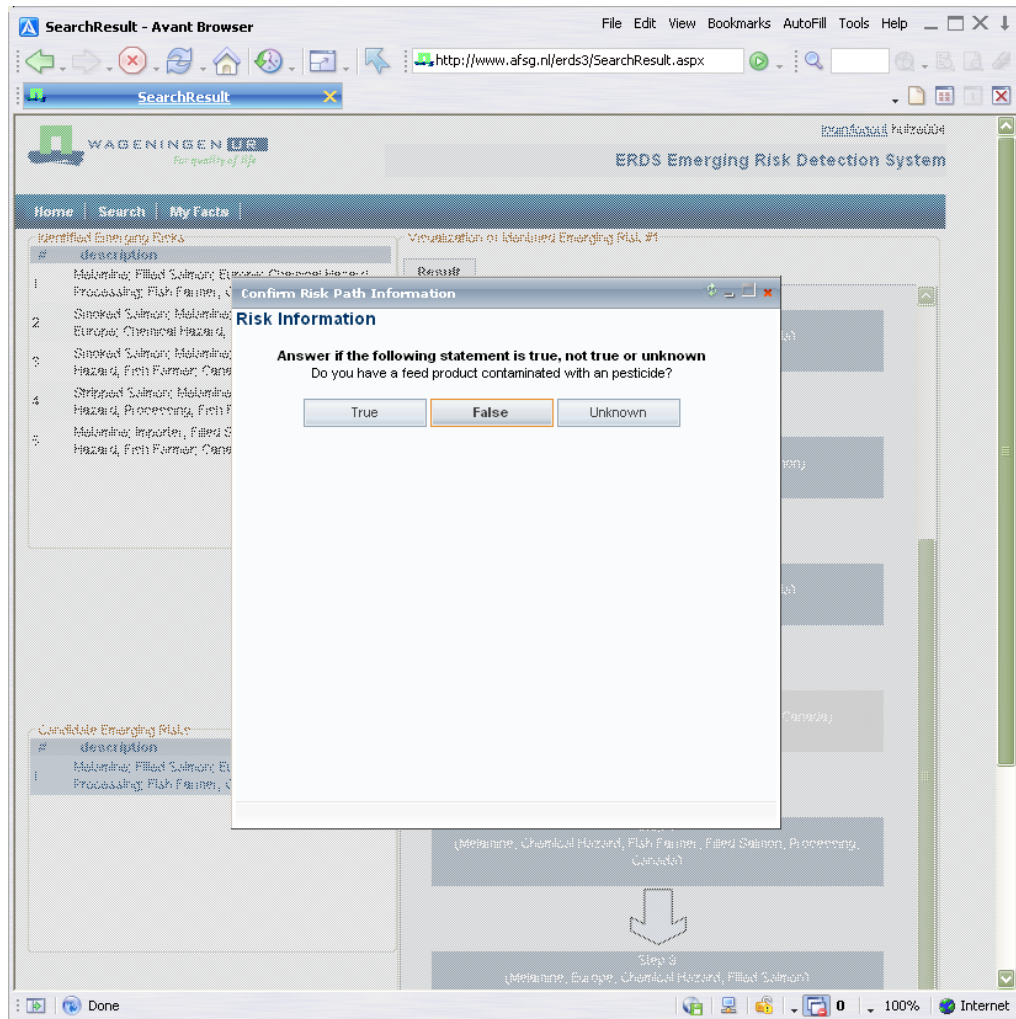 SearchResult - Avant Browser
File Edit View Bookmarks AutoFill Tools Help
http://www.afsg.nl/erds3/SearchResult.aspx
SearchResult
WAGENINGEN UR
For quality of life
ERDS Emerging Risk Detection System
Home Search My Facts
Identified Emerging Risks
Visualization of Identified Emerging Risk #1
# description
Result
1 Melamine; Filled Salmon; Europe; Chemical Hazard,
Processing; Fish Farmer,
2 Smoked Salmon; Melamine;
Europe; Chemical Hazard,
3 Smoked Salmon; Melamine;
Hazard, Fish Farmer;
4 Stripped Salmon; Melamine
Hazard, Processing, Fish
5 Melamine; Importer, Filled
Hazard, Fish Farmer;
Confirm Risk Path Information
Risk Information
Answer if the following statement is true, not true or unknown
Do you have a feed product contaminated with an pesticide?
True False Unknown
Canada)
Candidate Emerging Risks
# description
1 Melamine; Filled Salmon;
Processing; Fish Farmer,
(Melamine, Chemical Hazard, Fish Farmer, Filled Salmon, Processing,
Canada)
Step 3
(Melamine, Europe, Chemical Hazard, Filled Salmon)
Done
0 100% Internet